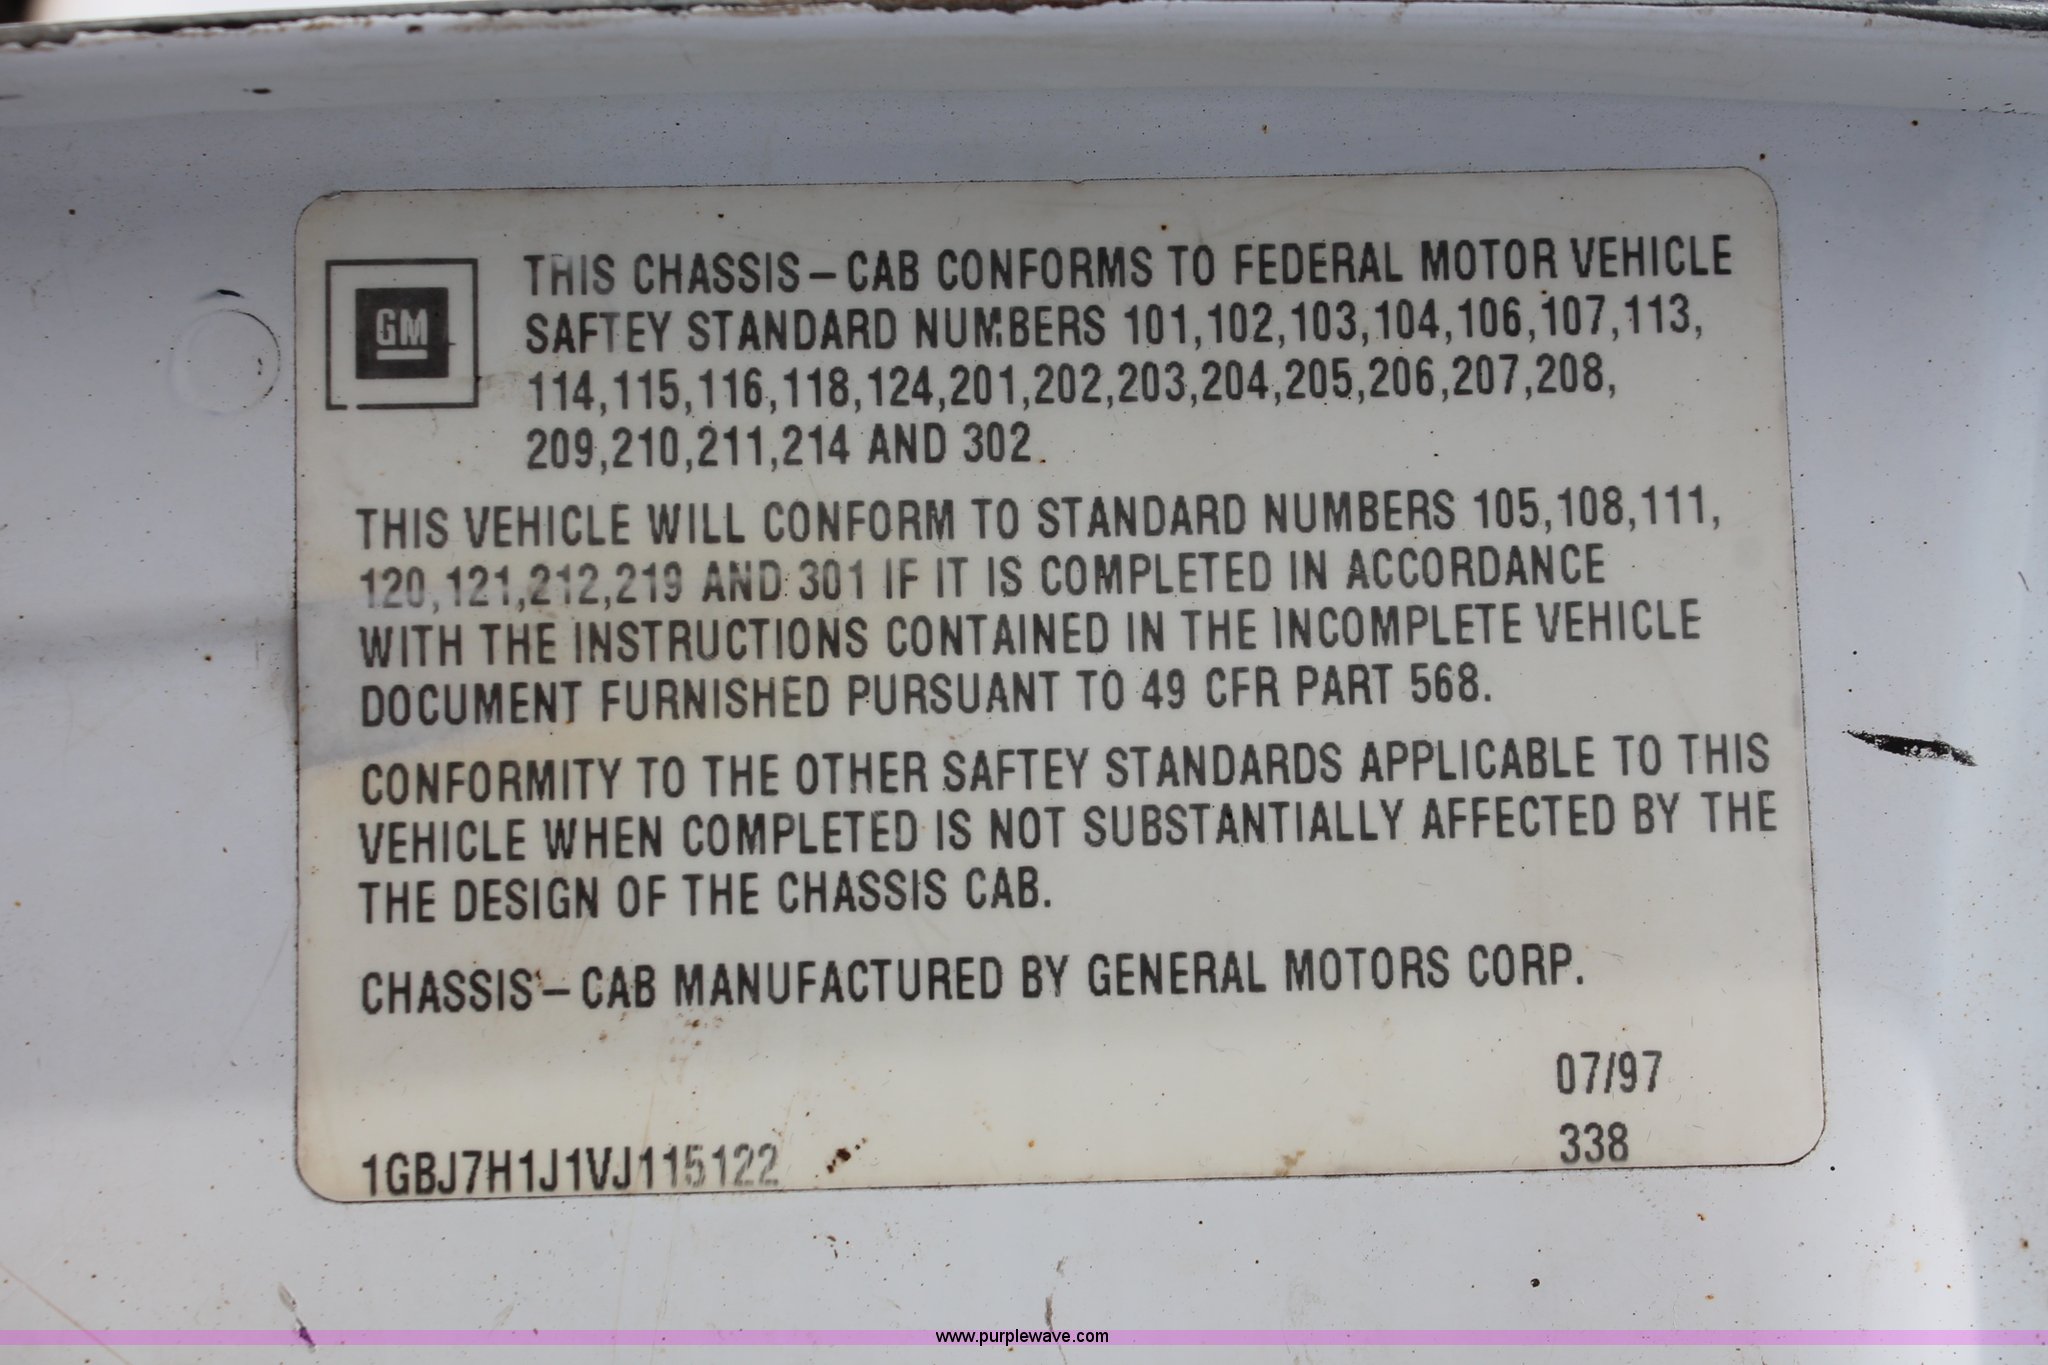 GM
THIS CHASSIS – CAB CONFORMS TO FEDERAL MOTOR VEHICLE
SAFTEY STANDARD NUMBERS 101,102,103,104,106,107,113,
114,115,116,118,124,201,202,203,204,205,206,207,208,
209,210,211,214 AND 302.
THIS VEHICLE WILL CONFORM TO STANDARD NUMBERS 105,108,111,
120,121,212,219 AND 301 IF IT IS COMPLETED IN ACCORDANCE
WITH THE INSTRUCTIONS CONTAINED IN THE INCOMPLETE VEHICLE
DOCUMENT FURNISHED PURSUANT TO 49 CFR PART 568.
CONFORMITY TO THE OTHER SAFTEY STANDARDS APPLICABLE TO THIS
VEHICLE WHEN COMPLETED IS NOT SUBSTANTIALLY AFFECTED BY THE
THE DESIGN OF THE CHASSIS CAB.
CHASSIS – CAB MANUFACTURED BY GENERAL MOTORS CORP.
07/97
338
1GBJ7H1J1VJ115122
www.purplewave.com